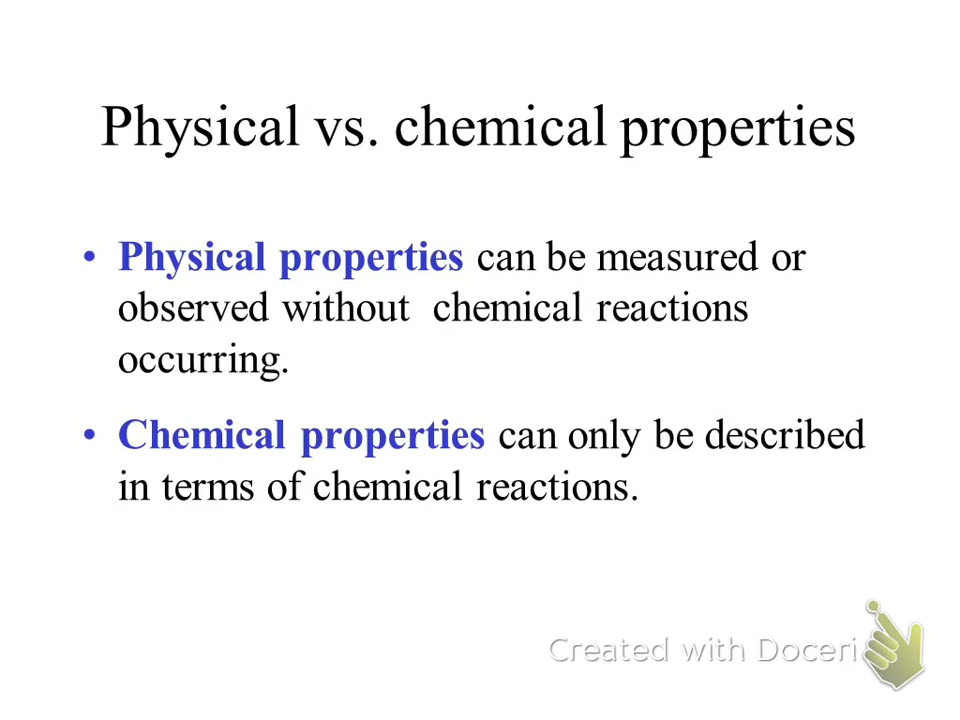 Physical vs. chemical properties
• Physical properties can be measured or
observed without  chemical reactions
occurring.
• Chemical properties can only be described
in terms of chemical reactions.
Created with Doceri